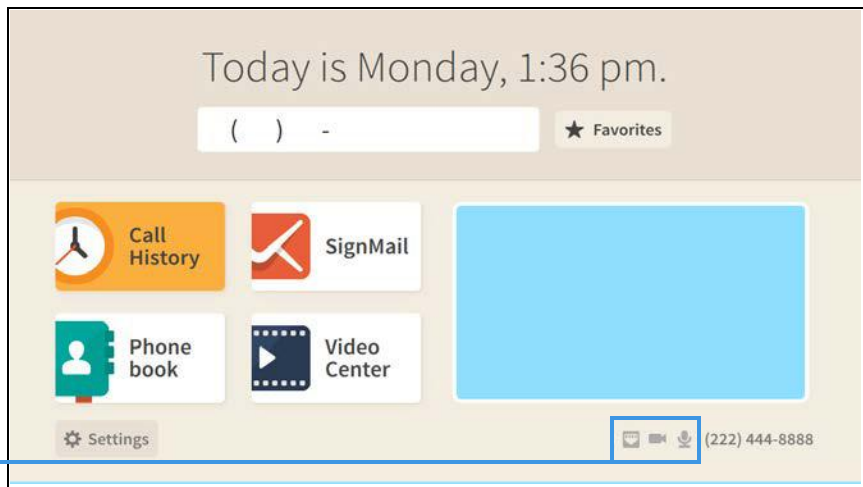 Today is Monday, 1:36 pm.
( ) -
Favorites
Call
History
SignMail
Phone
book
Video
Center
Settings
(222) 444-8888